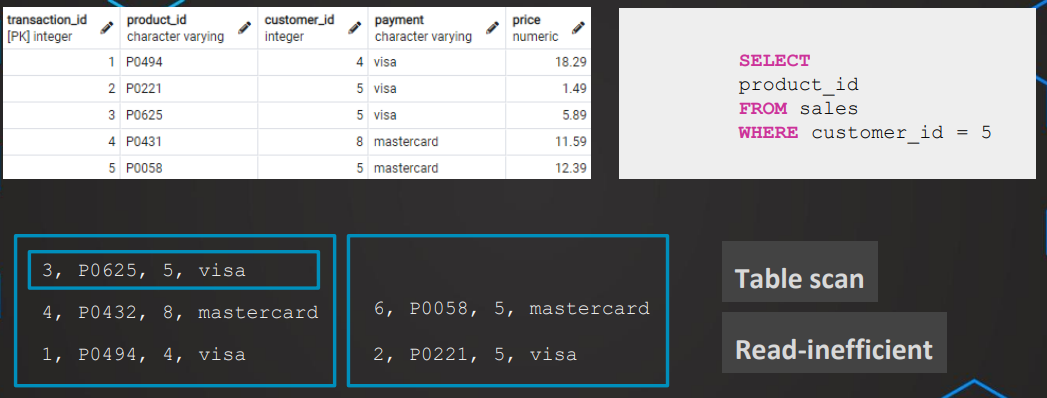 transaction_id product_id customer_id payment price
[PK] integer character varying integer character varying numeric
1 P0494 4 visa 18.29
2 P0221 5 visa 1.49
3 P0625 5 visa 5.89
4 P0431 8 mastercard 11.59
5 P0058 5 mastercard 12.39
SELECT
product_id
FROM sales
WHERE customer_id = 5
3, P0625, 5, visa
4, P0432, 8, mastercard
1, P0494, 4, visa
6, P0058, 5, mastercard
2, P0221, 5, visa
Table scan
Read-inefficient